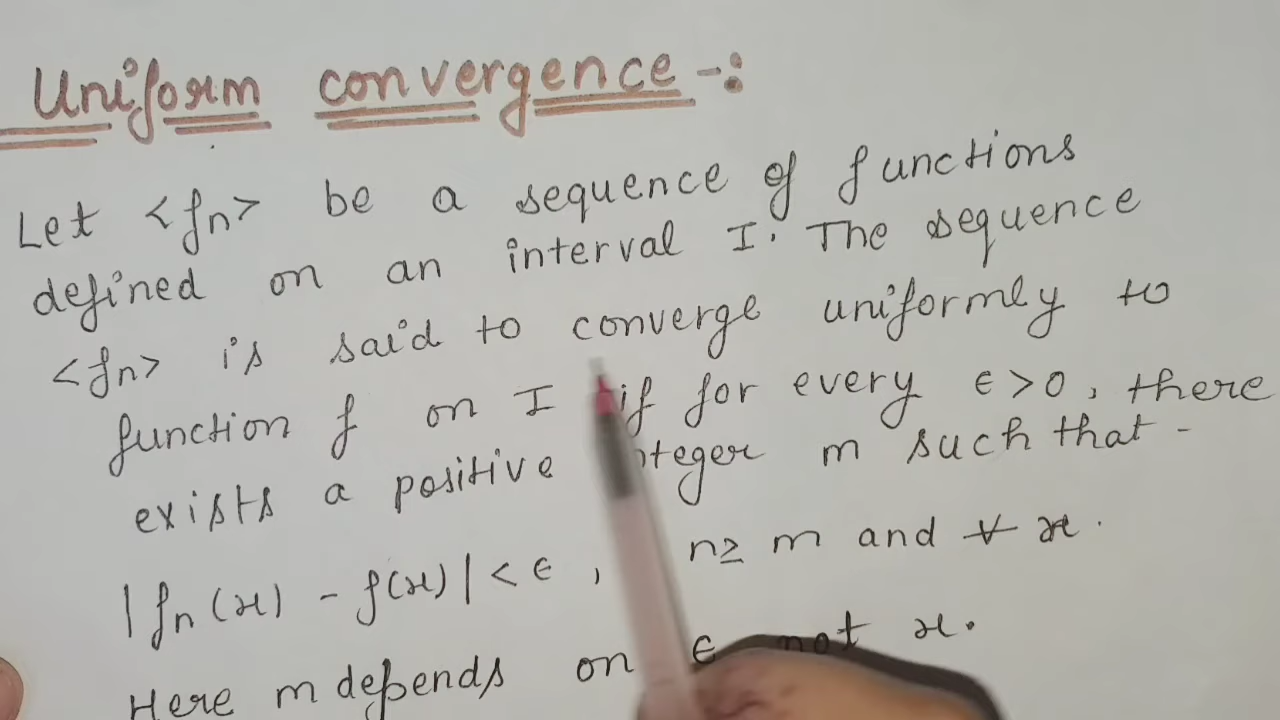 Uniform convergence -:
Let <fn> be a sequence of functions
defined on an interval I. The sequence
<fn> is said to converge uniformly to
function f on I if for every ϵ>0, there
exists a positive integer m such that -
|fn(x) - f(x)| < ϵ, n≥ m and ∀ x.
Here m depends on ϵ not x.